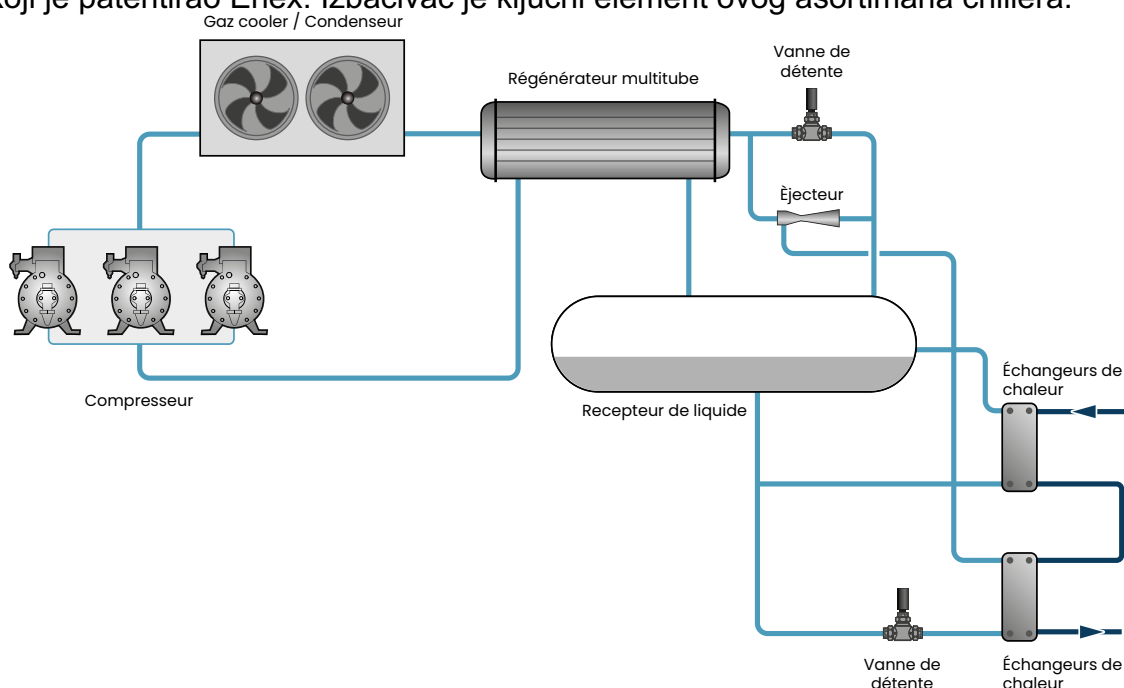 koji je patentirao Enex. Izbacivač je ključni element ovog asortimana chillera.
Gaz cooler / Condenseur
Vanne de
détente
Régénérateur multitube
Èjecteur
Compresseur
Recepteur de liquide
Échangeurs de
chaleur
Vanne de
détente
Échangeurs de
chaleur